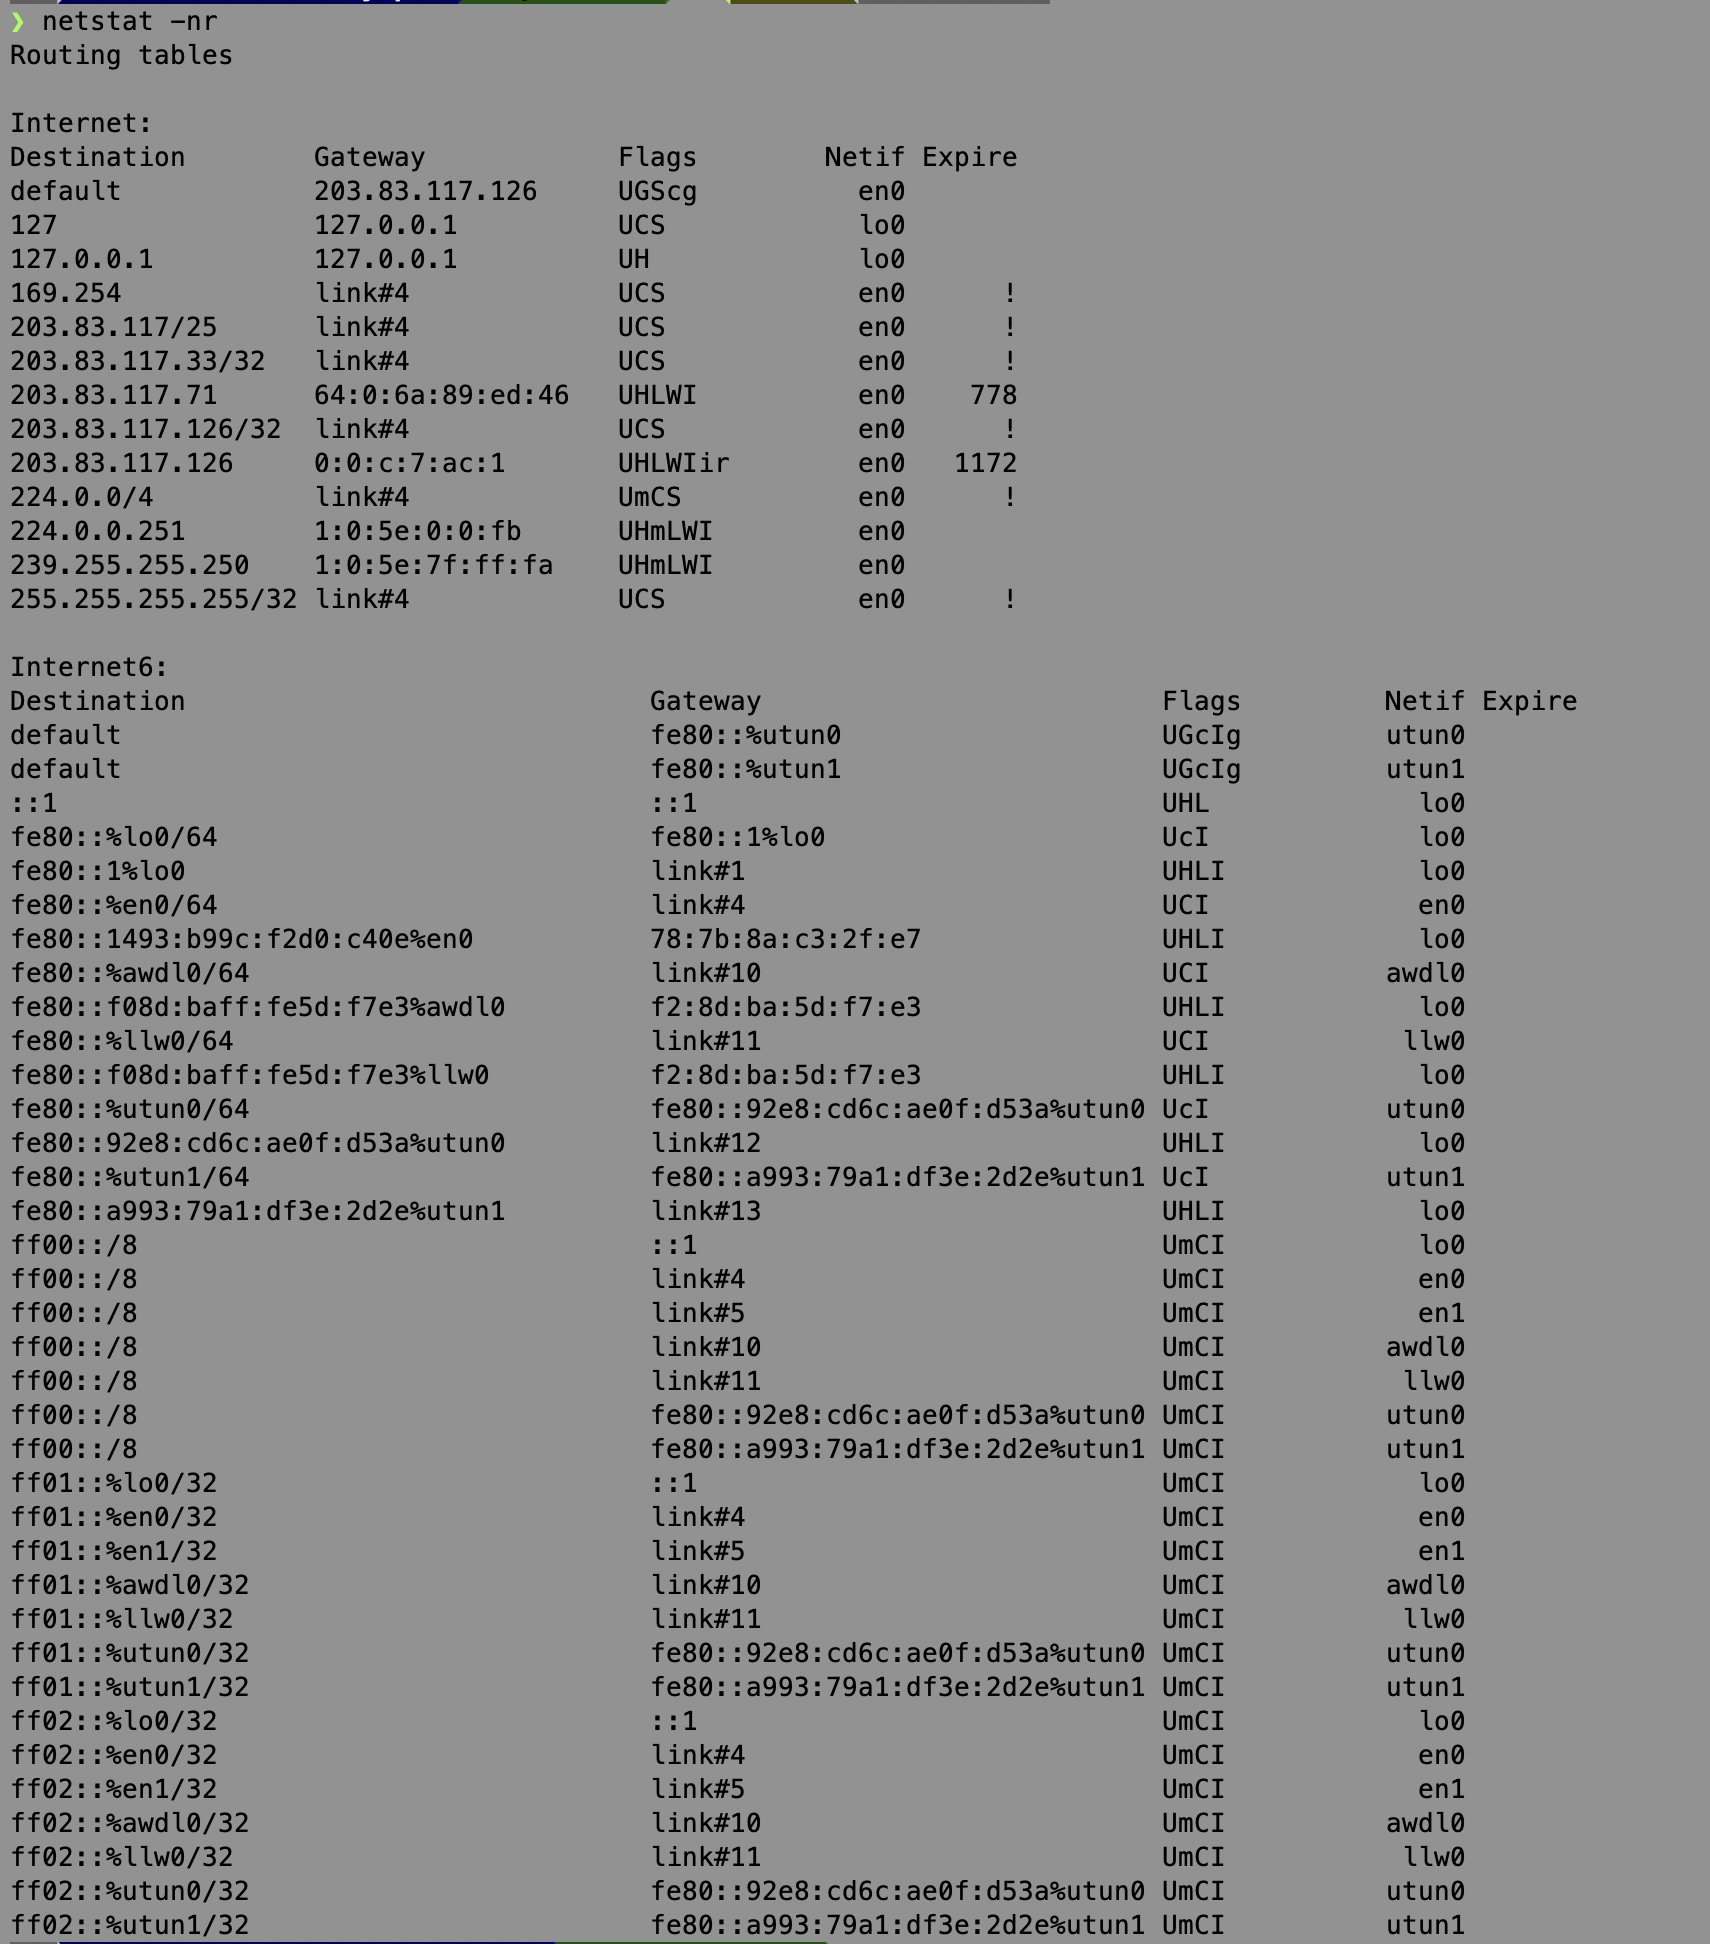 ❯ netstat -nr
Routing tables
Internet:
Destination Gateway Flags Netif Expire
default 203.83.117.126 UGScg en0
127 127.0.0.1 UCS lo0
127.0.0.1 127.0.0.1 UH lo0
169.254 link#4 UCS en0 !
203.83.117/25 link#4 UCS en0 !
203.83.117.33/32 link#4 UCS en0 !
203.83.117.71 64:0:6a:89:ed:46 UHLWI en0 778
203.83.117.126/32 link#4 UCS en0 !
203.83.117.126 0:0:c:7:ac:1 UHLWIir en0 1172
224.0.0/4 link#4 UmCS en0 !
224.0.0.251 1:0:5e:0:0:fb UHmLWI en0
239.255.255.250 1:0:5e:7f:ff:fa UHmLWI en0
255.255.255.255/32 link#4 UCS en0 !
Internet6:
Destination Gateway Flags Netif Expire
default fe80::%utun0 UGcIg utun0
default fe80::%utun1 UGcIg utun1
::1 ::1 UHL lo0
fe80::%lo0/64 fe80::1%lo0 UcI lo0
fe80::1%lo0 link#1 UHLI lo0
fe80::%en0/64 link#4 UCI en0
fe80::1493:b99c:f2d0:c40e%en0 78:7b:8a:c3:2f:e7 UHLI lo0
fe80::%awdl0/64 link#10 UCI awdl0
fe80::f08d:baff:fe5d:f7e3%awdl0 f2:8d:ba:5d:f7:e3 UHLI lo0
fe80::%llw0/64 link#11 UCI llw0
fe80::f08d:baff:fe5d:f7e3%llw0 f2:8d:ba:5d:f7:e3 UHLI lo0
fe80::%utun0/64 fe80::92e8:cd6c:ae0f:d53a%utun0 UcI utun0
fe80::92e8:cd6c:ae0f:d53a%utun0 link#12 UHLI lo0
fe80::%utun1/64 fe80::a993:79a1:df3e:2d2e%utun1 UcI utun1
fe80::a993:79a1:df3e:2d2e%utun1 link#13 UHLI lo0
ff00::/8 ::1 UmCI lo0
ff00::/8 link#4 UmCI en0
ff00::/8 link#5 UmCI en1
ff00::/8 link#10 UmCI awdl0
ff00::/8 link#11 UmCI llw0
ff00::/8 fe80::92e8:cd6c:ae0f:d53a%utun0 UmCI utun0
ff00::/8 fe80::a993:79a1:df3e:2d2e%utun1 UmCI utun1
ff01::%lo0/32 ::1 UmCI lo0
ff01::%en0/32 link#4 UmCI en0
ff01::%en1/32 link#5 UmCI en1
ff01::%awdl0/32 link#10 UmCI awdl0
ff01::%llw0/32 link#11 UmCI llw0
ff01::%utun0/32 fe80::92e8:cd6c:ae0f:d53a%utun0 UmCI utun0
ff01::%utun1/32 fe80::a993:79a1:df3e:2d2e%utun1 UmCI utun1
ff02::%lo0/32 ::1 UmCI lo0
ff02::%en0/32 link#4 UmCI en0
ff02::%en1/32 link#5 UmCI en1
ff02::%awdl0/32 link#10 UmCI awdl0
ff02::%llw0/32 link#11 UmCI llw0
ff02::%utun0/32 fe80::92e8:cd6c:ae0f:d53a%utun0 UmCI utun0
ff02::%utun1/32 fe80::a993:79a1:df3e:2d2e%utun1 UmCI utun1